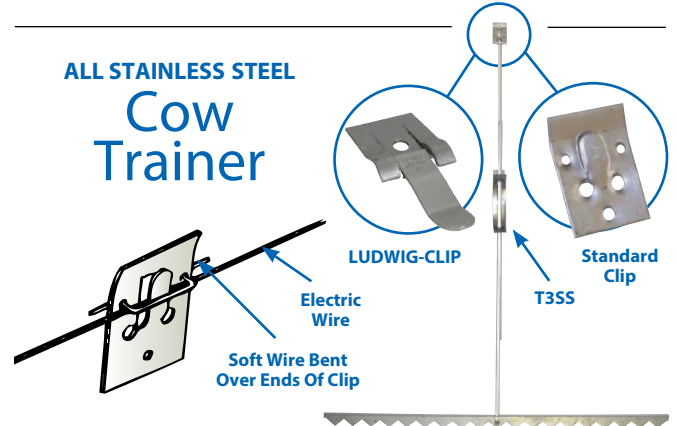 ALL STAINLESS STEEL
Cow
Trainer
LUDWIG-CLIP
Standard
Clip
T3SS
Electric
Wire
Soft Wire Bent
Over Ends Of Clip